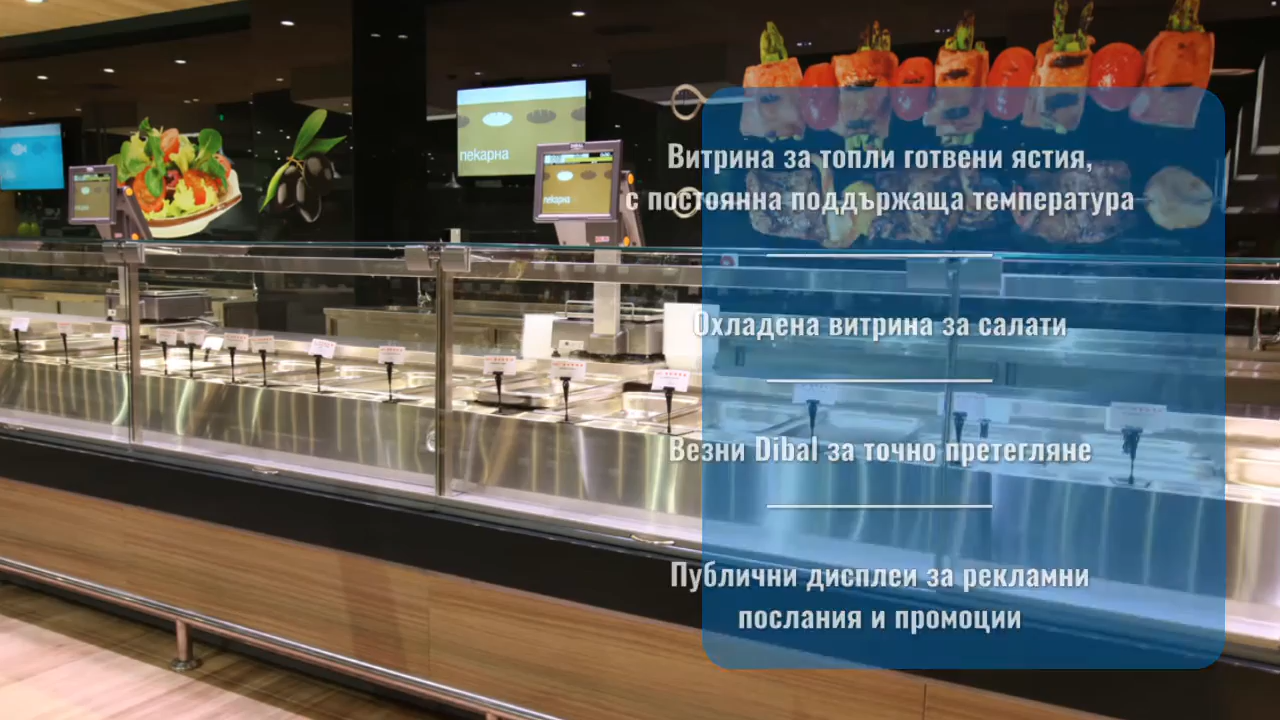 пекарна
пекарна
Витрина за топли готвени ястия,
с постоянна поддържаща температура
Охладена витрина за салати
Везни Dibal за точно претегляне
Публични дисплеи за рекламни
послания и промоции